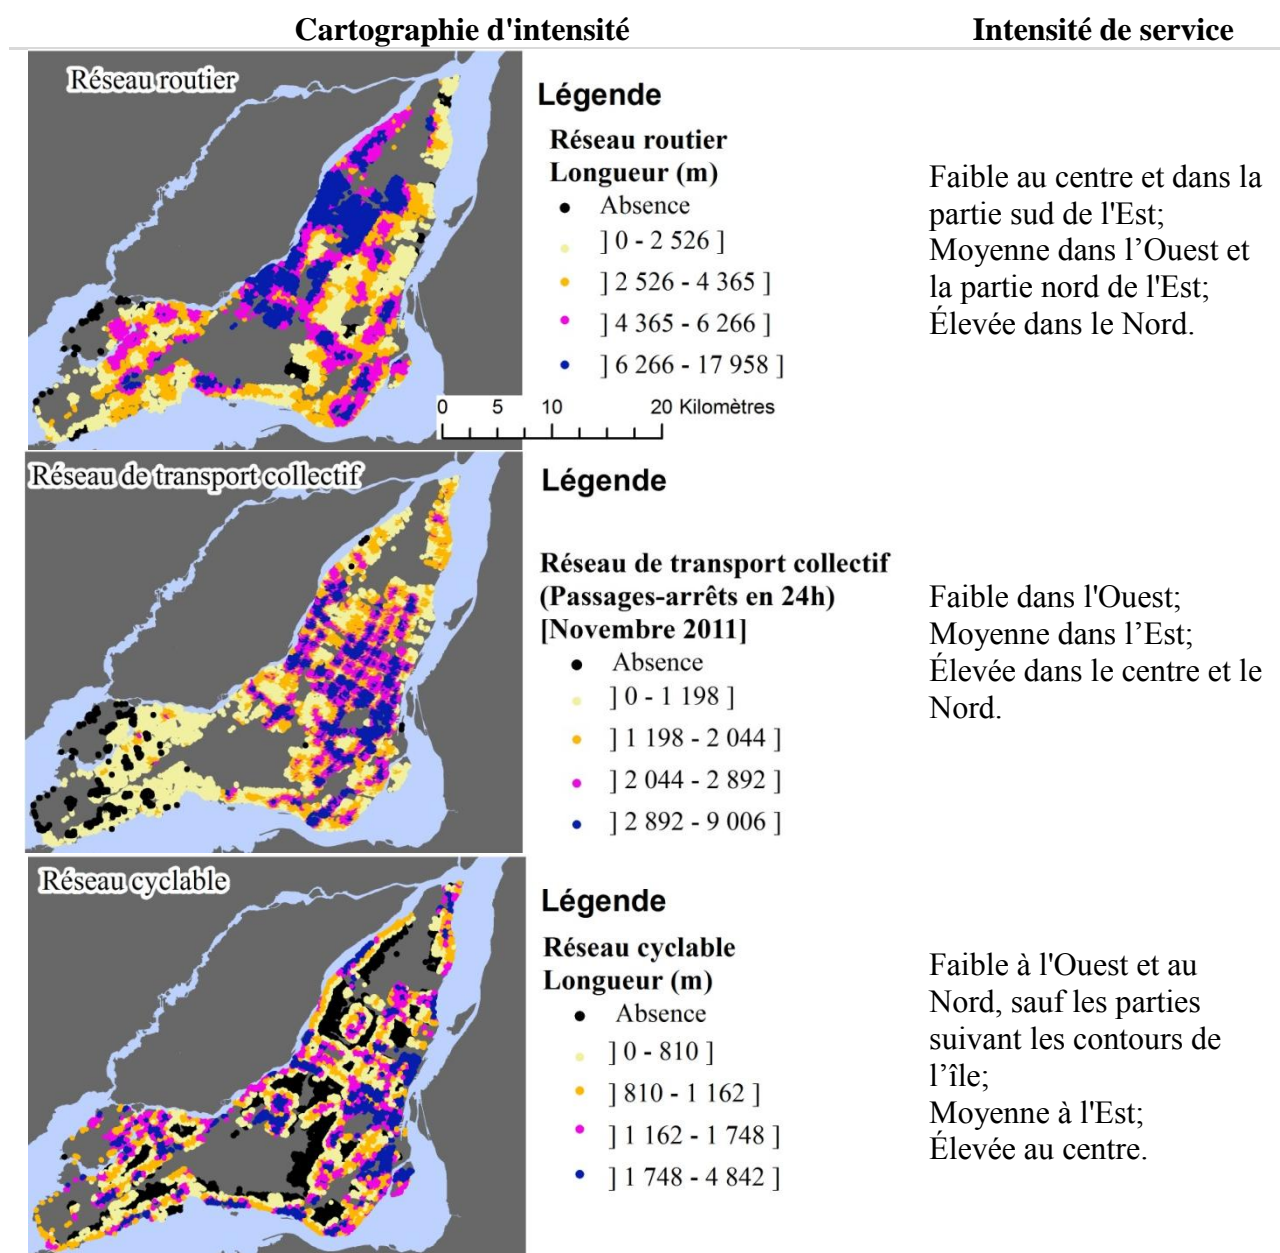 Cartographie d'intensité
Intensité de service
Réseau routier
Légende
Réseau routier
Longueur (m)
Absence
] 0 - 2 526 ]
] 2 526 - 4 365 ]
] 4 365 - 6 266 ]
] 6 266 - 17 958 ]
0 5 10 20 Kilomètres
Faible au centre et dans la
partie sud de l'Est;
Moyenne dans l’Ouest et
la partie nord de l'Est;
Élevée dans le Nord.
Réseau de transport collectif
Légende
Réseau de transport collectif
(Passages-arrêts en 24h)
[Novembre 2011]
Absence
] 0 - 1 198 ]
] 1 198 - 2 044 ]
] 2 044 - 2 892 ]
] 2 892 - 9 006 ]
Faible dans l'Ouest;
Moyenne dans l’Est;
Élevée dans le centre et le
Nord.
Réseau cyclable
Légende
Réseau cyclable
Longueur (m)
Absence
] 0 - 810 ]
] 810 - 1 162 ]
] 1 162 - 1 748 ]
] 1 748 - 4 842 ]
Faible à l'Ouest et au
Nord, sauf les parties
suivant les contours de
l’île;
Moyenne à l'Est;
Élevée au centre.